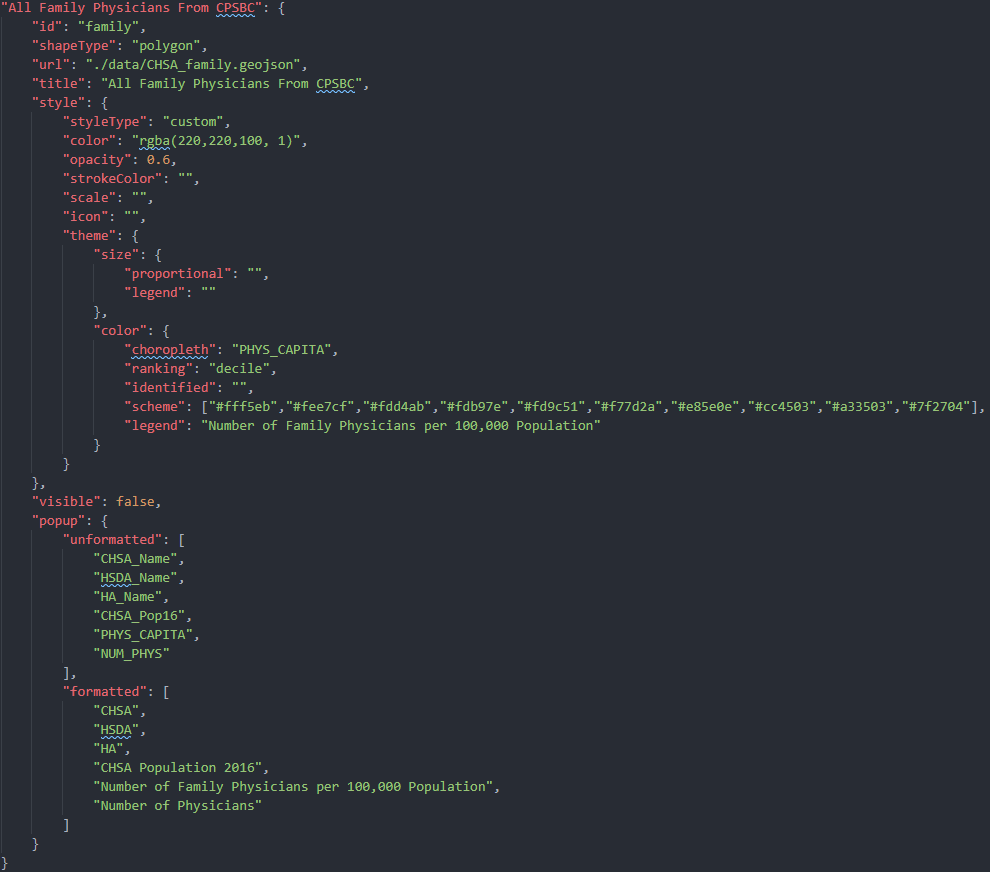 "All Family Physicians From CPSBC": {
"id": "family",
"shapeType": "polygon",
"url": "./data/CHSA_family.geojson",
"title": "All Family Physicians From CPSBC",
"style": {
"styleType": "custom",
"color": "rgba(220,220,100, 1)",
"opacity": 0.6,
"strokeColor": "",
"scale": "",
"icon": "",
"theme": {
"size": {
"proportional": "",
"legend": ""
},
"color": {
"choropleth": "PHYS_CAPITA",
"ranking": "decile",
"identified": "",
"scheme": ["#fff5eb","#fee7cf","#fdd4ab","#fdb97e","#fd9c51","#f77d2a","#e85e0e","#cc4503","#a33503","#7f2704"],
"legend": "Number of Family Physicians per 100,000 Population"
}
}
},
"visible": false,
"popup": {
"unformatted": [
"CHSA_Name",
"HSDA_Name",
"HA_Name",
"CHSA_Pop16",
"PHYS_CAPITA",
"NUM_PHYS"
],
"formatted": [
"CHSA",
"HSDA",
"HA",
"CHSA Population 2016",
"Number of Family Physicians per 100,000 Population",
"Number of Physicians"
]
}
}